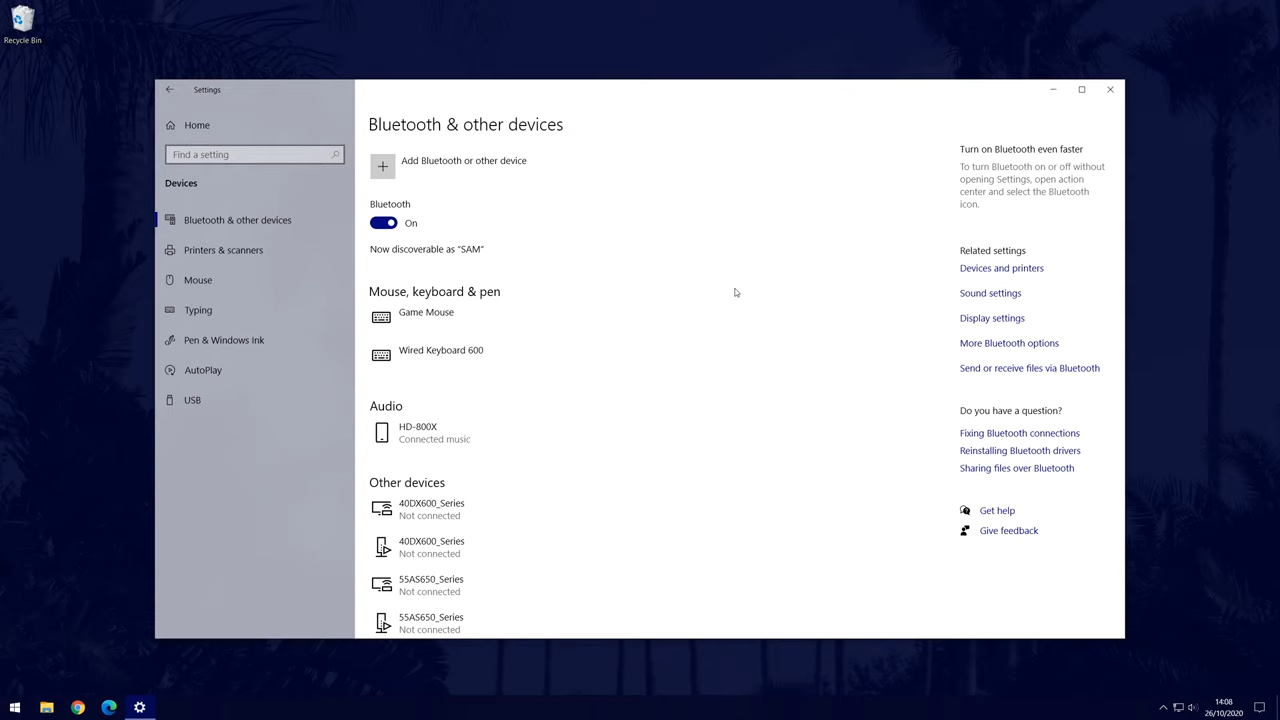 Recycle Bin
Settings
Home
Find a setting
Devices
Bluetooth & other devices
Printers & scanners
Mouse
Typing
Pen & Windows Ink
AutoPlay
USB
Bluetooth & other devices
Add Bluetooth or other device
Bluetooth
On
Now discoverable as "SAM"
Mouse, keyboard & pen
Game Mouse
Wired Keyboard 600
Audio
HD-800X
Connected music
Other devices
40DX600_Series
Not connected
40DX600_Series
Not connected
55AS650_Series
Not connected
55AS650_Series
Not connected
Turn on Bluetooth even faster
To turn Bluetooth on or off without
opening Settings, open action
center and select the Bluetooth
icon.
Related settings
Devices and printers
Sound settings
Display settings
More Bluetooth options
Send or receive files via Bluetooth
Do you have a question?
Fixing Bluetooth connections
Reinstalling Bluetooth drivers
Sharing files over Bluetooth
Get help
Give feedback
14:08
26/10/2020